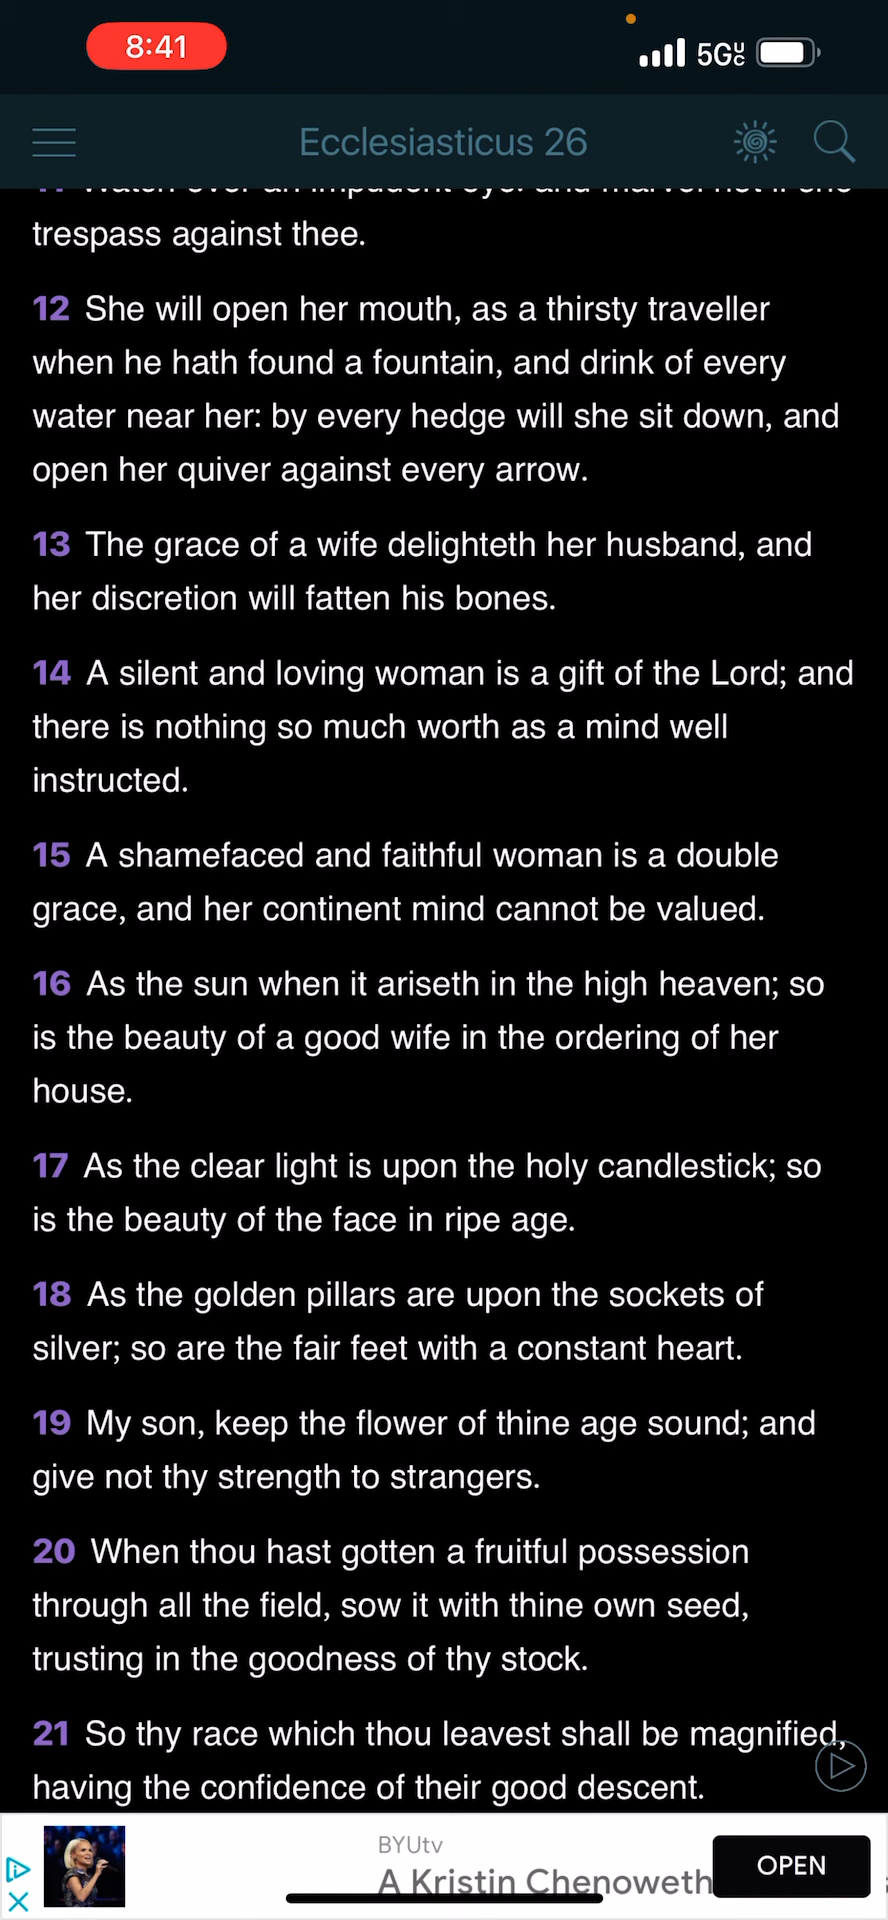 8:41
5GUC
Ecclesiasticus 26
trespass against thee.
12 She will open her mouth, as a thirsty traveller
when he hath found a fountain, and drink of every
water near her: by every hedge will she sit down, and
open her quiver against every arrow.
13 The grace of a wife delighteth her husband, and
her discretion will fatten his bones.
14 A silent and loving woman is a gift of the Lord; and
there is nothing so much worth as a mind well
instructed.
15 A shamefaced and faithful woman is a double
grace, and her continent mind cannot be valued.
16 As the sun when it ariseth in the high heaven; so
is the beauty of a good wife in the ordering of her
house.
17 As the clear light is upon the holy candlestick; so
is the beauty of the face in ripe age.
18 As the golden pillars are upon the sockets of
silver; so are the fair feet with a constant heart.
19 My son, keep the flower of thine age sound; and
give not thy strength to strangers.
20 When thou hast gotten a fruitful possession
through all the field, sow it with thine own seed,
trusting in the goodness of thy stock.
21 So thy race which thou leavest shall be magnified,
having the confidence of their good descent.
BYUtv
A Kristin Chenoweth
OPEN